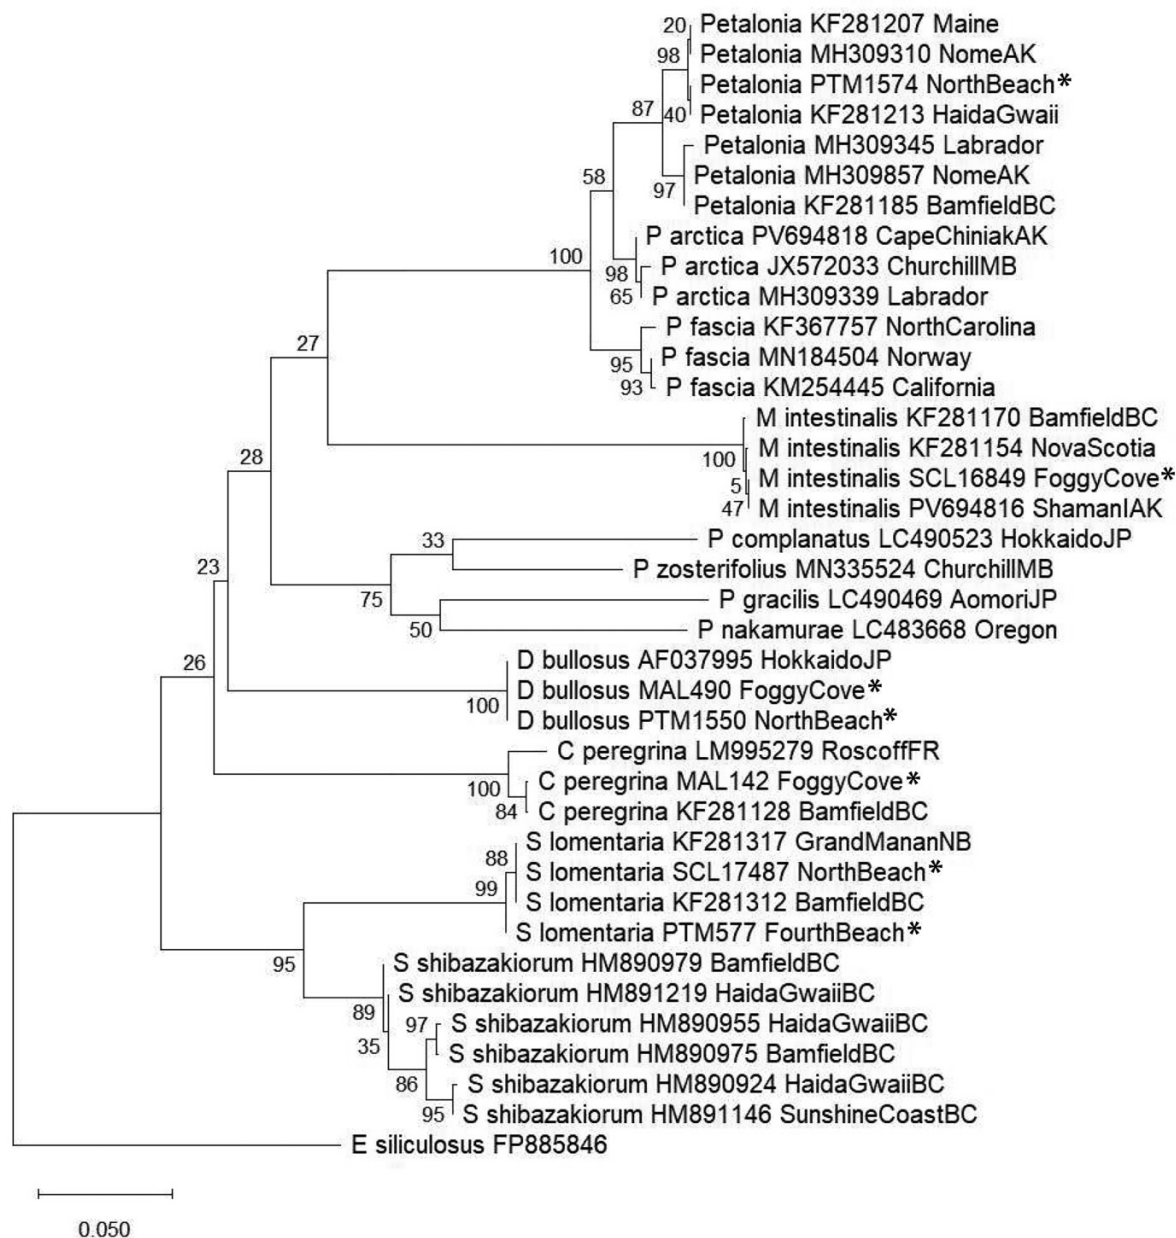 20 Petalonia KF281207 Maine
98 Petalonia MH309310 NomeAK
Petalonia PTM1574 NorthBeach*
87 40 Petalonia KF281213 HaidaGwaii
Petalonia MH309345 Labrador
58 Petalonia MH309857 NomeAK
97 Petalonia KF281185 BamfieldBC
P arctica PV694818 CapeChiniakAK
100 98 P arctica JX572033 ChurchillMB
65 P arctica MH309339 Labrador
P fascia KF367757 NorthCarolina
27 95 P fascia MN184504 Norway
93 P fascia KM254445 California
M intestinalis KF281170 BamfieldBC
28 100 M intestinalis KF281154 NovaScotia
5 M intestinalis SCL16849 FoggyCove*
47 M intestinalis PV694816 ShamanIAK
33 P complanatus LC490523 HokkaidoJP
23 P zosterifolius MN335524 ChurchillMB
75 P gracilis LC490469 AomoriJP
50 P nakamurae LC483668 Oregon
26 D bullosus AF037995 HokkaidoJP
100 D bullosus MAL490 FoggyCove*
D bullosus PTM1550 NorthBeach*
C peregrina LM995279 RoscoffFR
100 C peregrina MAL142 FoggyCove*
84 C peregrina KF281128 BamfieldBC
S lomentaria KF281317 GrandMananNB
88 S lomentaria SCL17487 NorthBeach*
99 S lomentaria KF281312 BamfieldBC
S lomentaria PTM577 FourthBeach*
95 S shibazakiorum HM890979 BamfieldBC
89 S shibazakiorum HM891219 HaidaGwaiiBC
97 S shibazakiorum HM890955 HaidaGwaiiBC
35 S shibazakiorum HM890975 BamfieldBC
86 S shibazakiorum HM890924 HaidaGwaiiBC
95 S shibazakiorum HM891146 SunshineCoastBC
E siliculosus FP885846
0.050